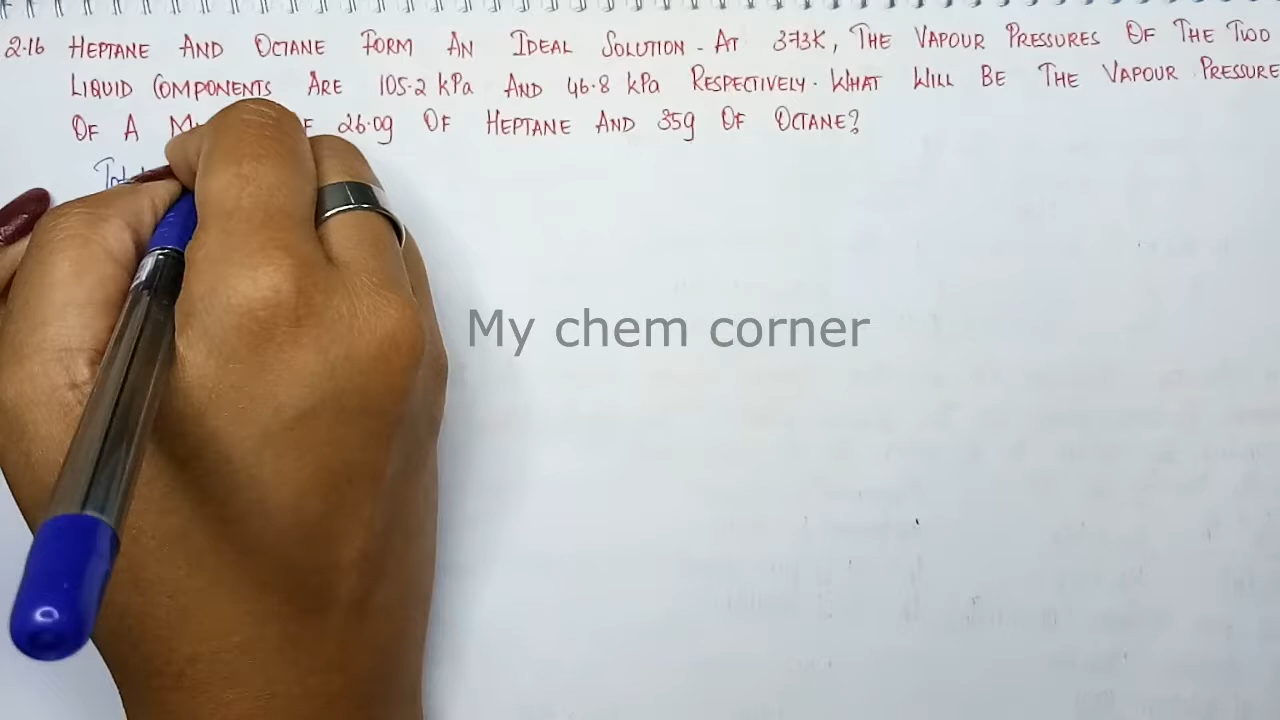 2.16 HEPTANE AND OCTANE FORM AN IDEAL SOLUTION. AT 373K, THE VAPOUR PRESSURES OF THE TWO
LIQUID COMPONENTS ARE 105.2 kPa AND 46.8 kPa RESPECTIVELY. WHAT WILL BE THE VAPOUR PRESSURE
OF A 26.0g OF HEPTANE AND 35g OF OCTANE?
My chem corner